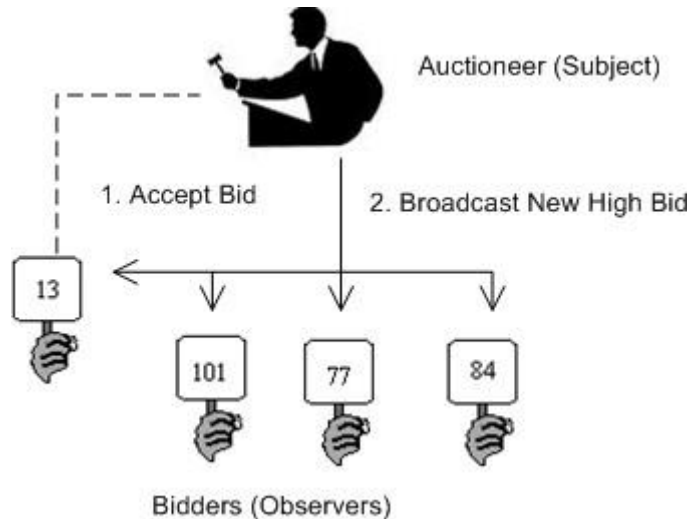 Auctioneer (Subject)
1. Accept Bid
2. Broadcast New High Bid
13
101
77
84
Bidders (Observers)